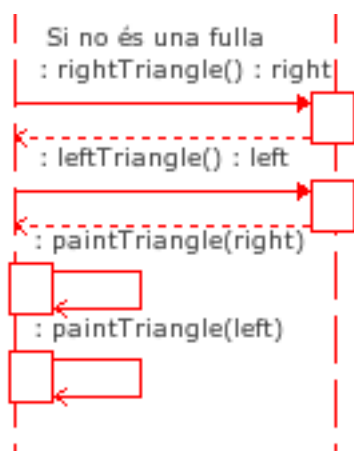 Si no és una fulla
: rightTriangle() : right
: leftTriangle() : left
: paintTriangle(right)
: paintTriangle(left)